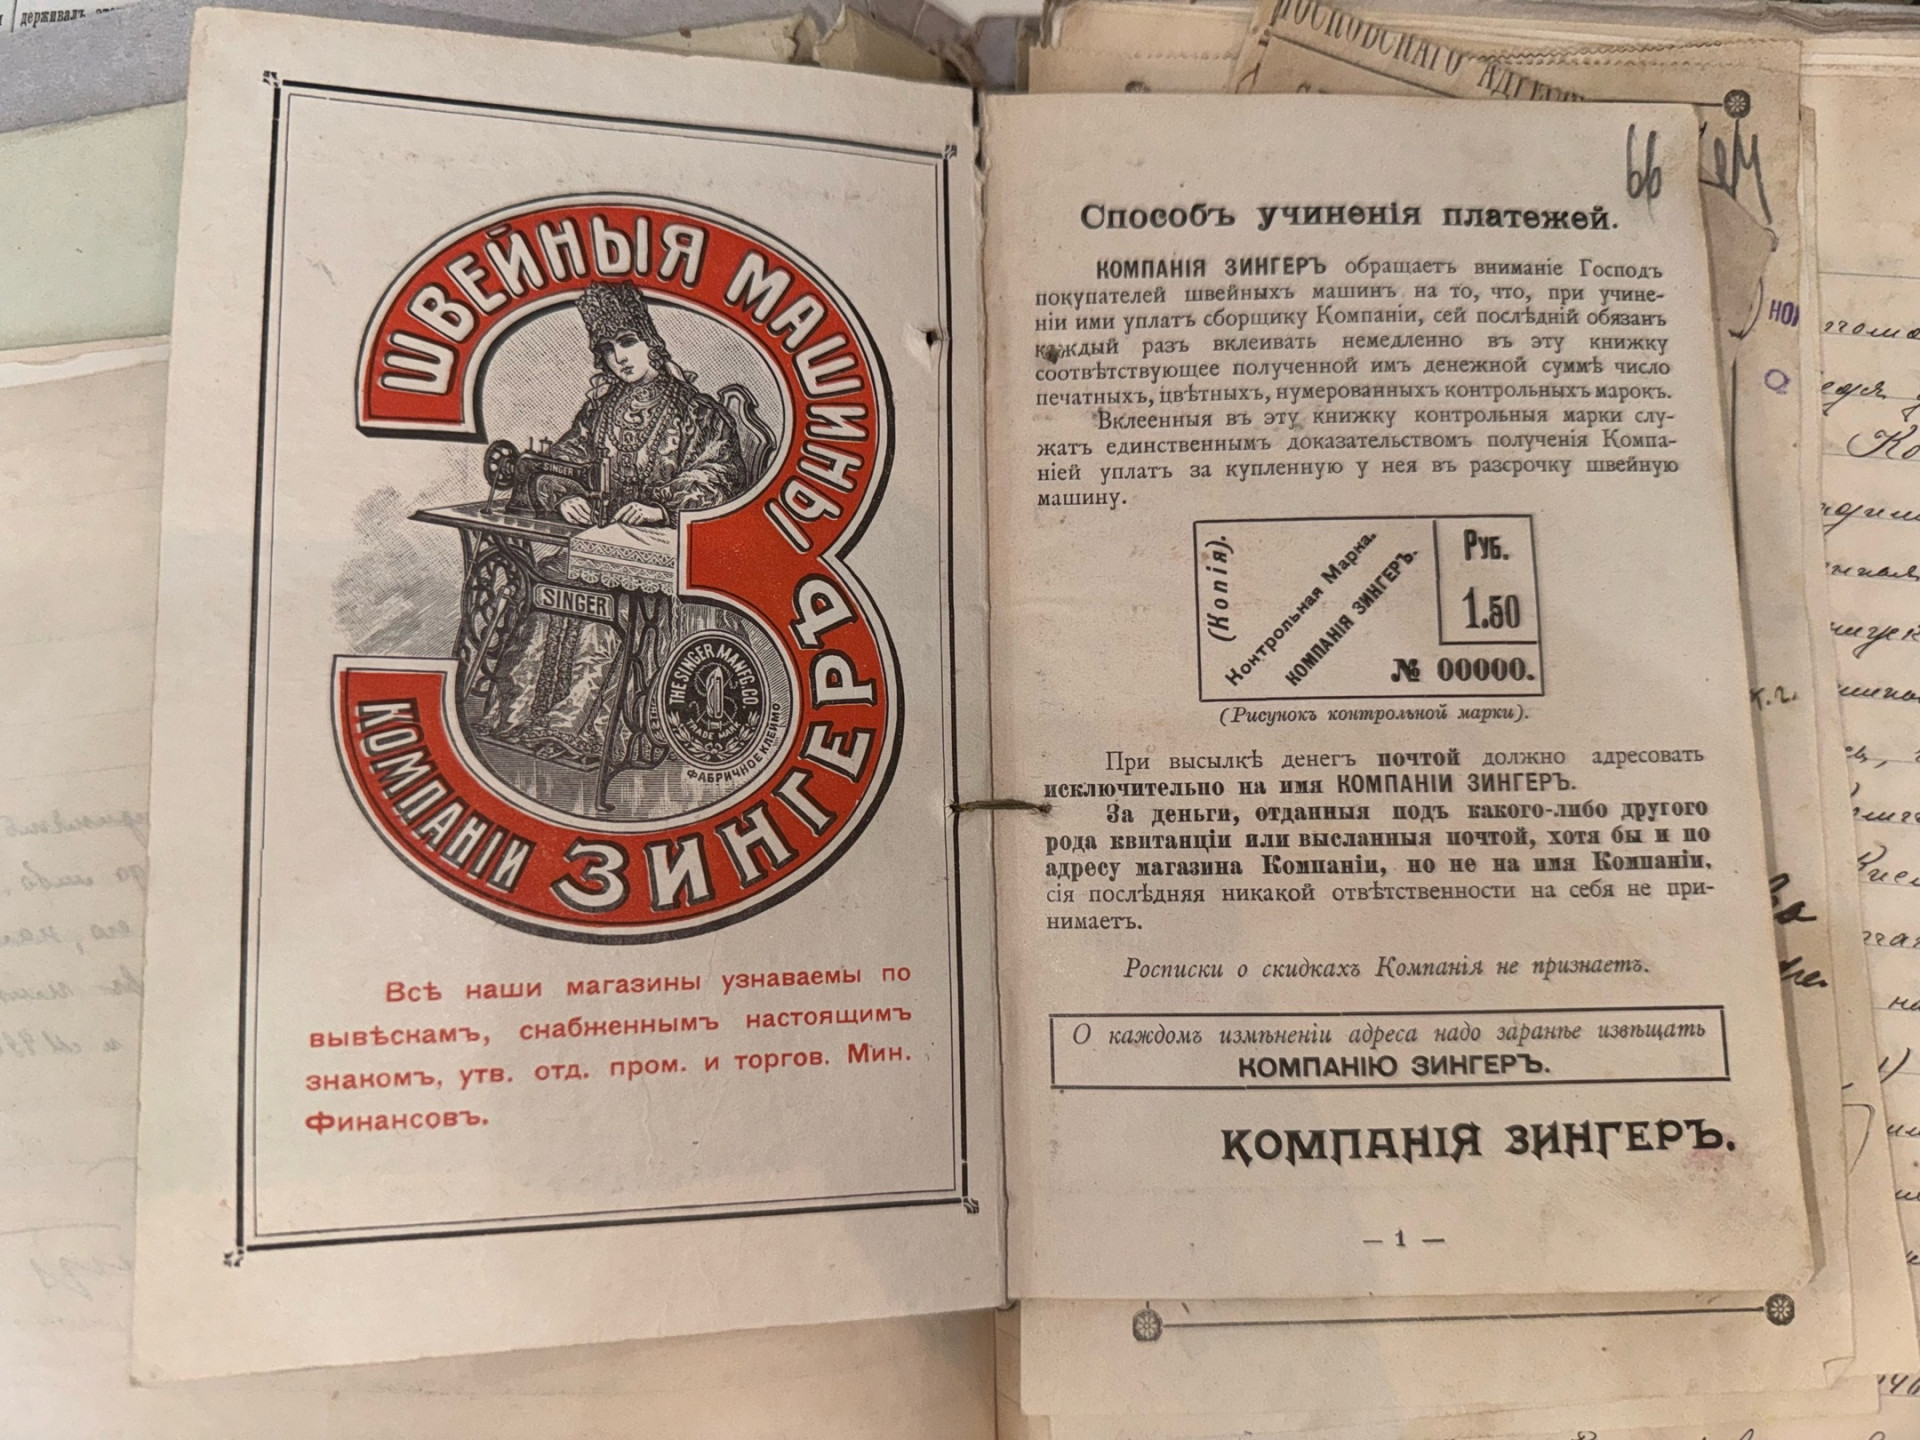 держивалъ
МОСКОВСКАГО АДРЕС
ШВЕЙНЫЯ МАШИНЫ
КОМПАНІИ ЗИНГЕРЪ
SINGER
SINGER
THE SINGER MANFG. CO.
TRADE MARK
ФАБРИЧНОЕ КЛЕЙМО
Всѣ наши магазины узнаваемы по
вывѣскамъ, снабженнымъ настоящимъ
знакомъ, утв. отд. пром. и торгов. Мин.
Финансовъ.
66
Способъ учиненія платежей.
КОМПАНІЯ ЗИНГЕРЪ обращаетъ вниманіе Господъ
покупателей швейныхъ машинъ на то, что, при учине-
ніи ими уплатъ сборщику Компаніи, сей послѣдній обязанъ
каждый разъ вклеивать немедленно въ эту книжку
соотвѣтствующее полученной имъ денежной суммѣ число
печатныхъ, цвѣтныхъ, нумерованныхъ контрольныхъ марокъ.
Вклеенныя въ эту книжку контрольныя марки слу-
жатъ единственнымъ доказательствомъ полученія Компа-
ніей уплатъ за купленную у нея въ разсрочку швейную
машину.
(Копія).
Контрольная Марка.
КОМПАНІЯ ЗИНГЕРЪ.
Руб.
1.50
№ 00000.
(Рисунокъ контрольной марки).
При высылкѣ денегъ почтой должно адресовать
исключительно на имя КОМПАНІИ ЗИНГЕРЪ.
За деньги, отданныя подъ какого-либо другого
рода квитанціи или высланныя почтой, хотя бы и по
адресу магазина Компаніи, но не на имя Компаніи,
сія послѣдняя никакой отвѣтственности на себя не при-
нимаетъ.
Росписки о скидкахъ Компанія не признаетъ.
О каждомъ измѣненіи адреса надо заранѣе извѣщать
КОМПАНІЮ ЗИНГЕРЪ.
КОМПАНІЯ ЗИНГЕРЪ.
— 1 —